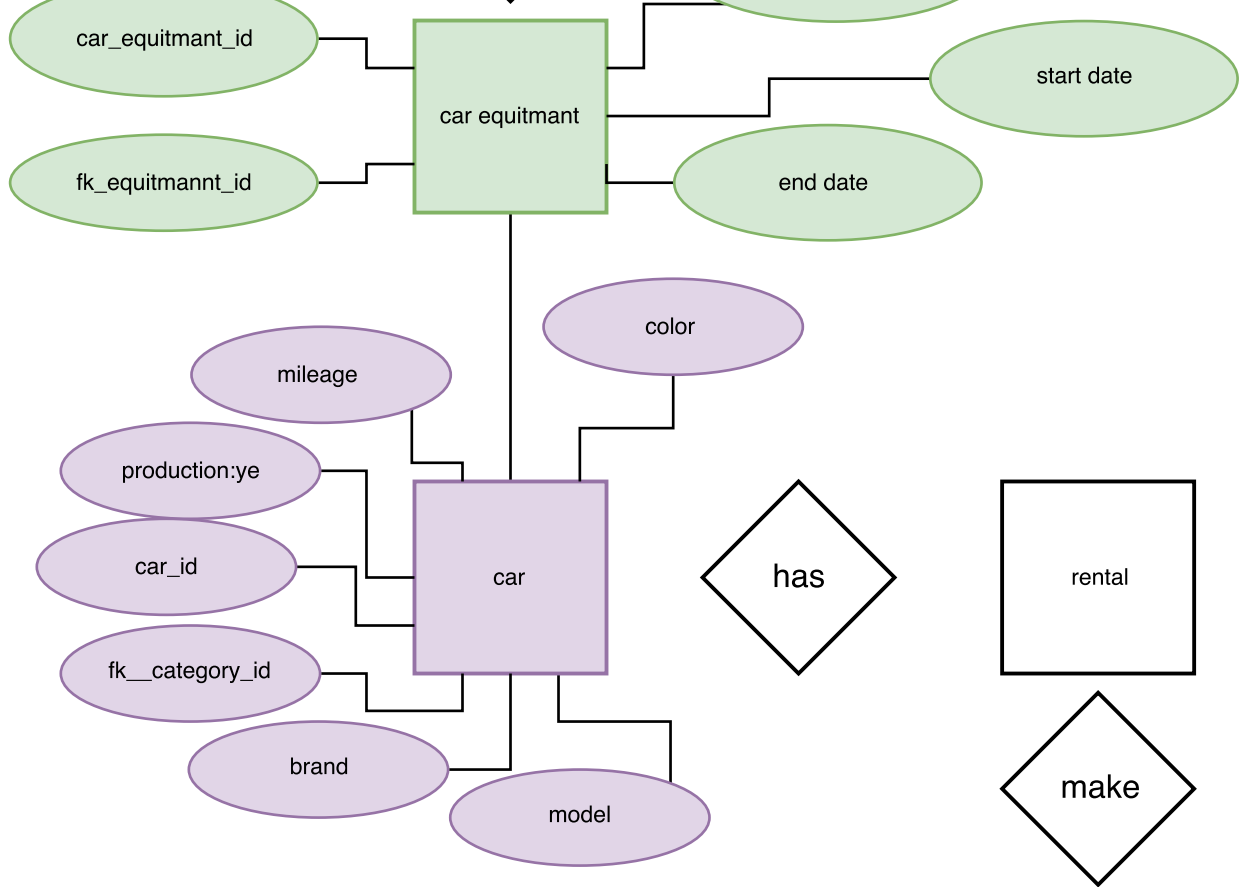 car_equitmant_id
car equitmant
start date
fk_equitmannt_id
end date
color
mileage
production:ye
car_id
car
has
rental
fk__category_id
brand
make
model